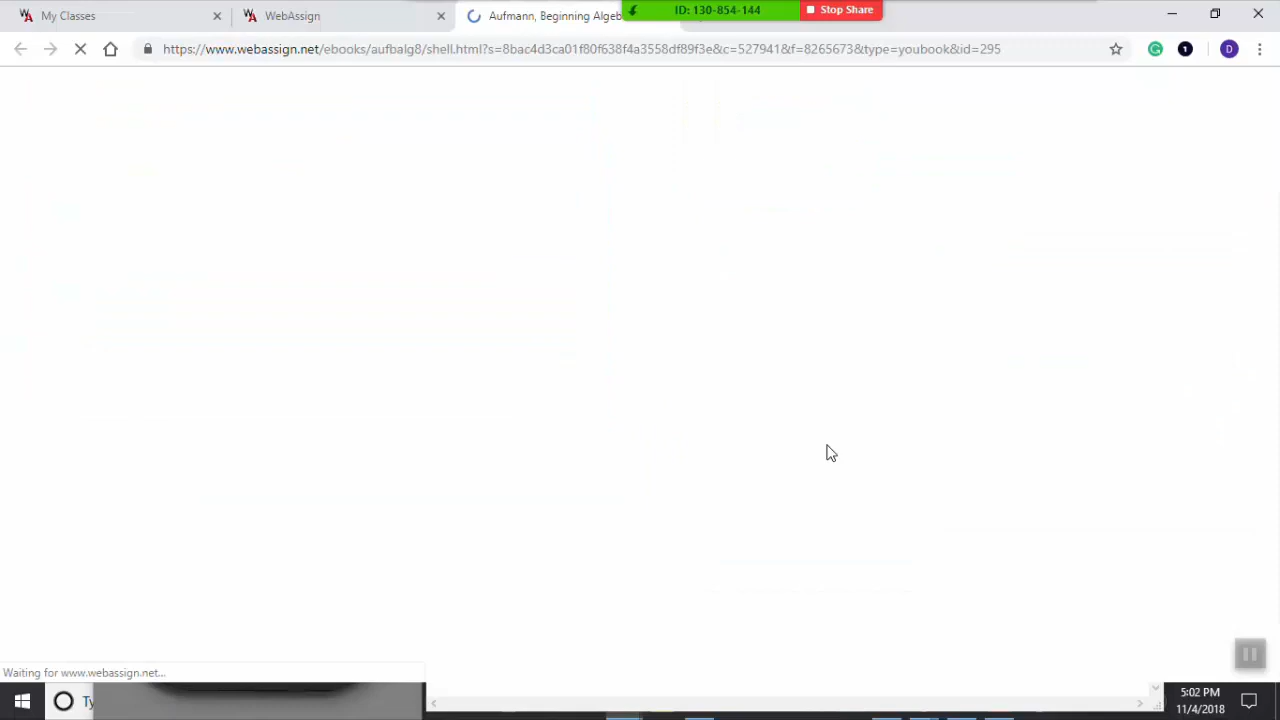 My Classes
WebAssign
Aufmann, Beginning Algeb
ID: 130-854-144
Stop Share
https://www.webassign.net/ebooks/aufbalg8/shell.html?s=8bac4d3ca01f80f638f4a3558df89f3e&c=527941&f=8265673&type=youbook&id=295
1
D
Waiting for www.webassign.net...
Ty
5:02 PM
11/4/2018